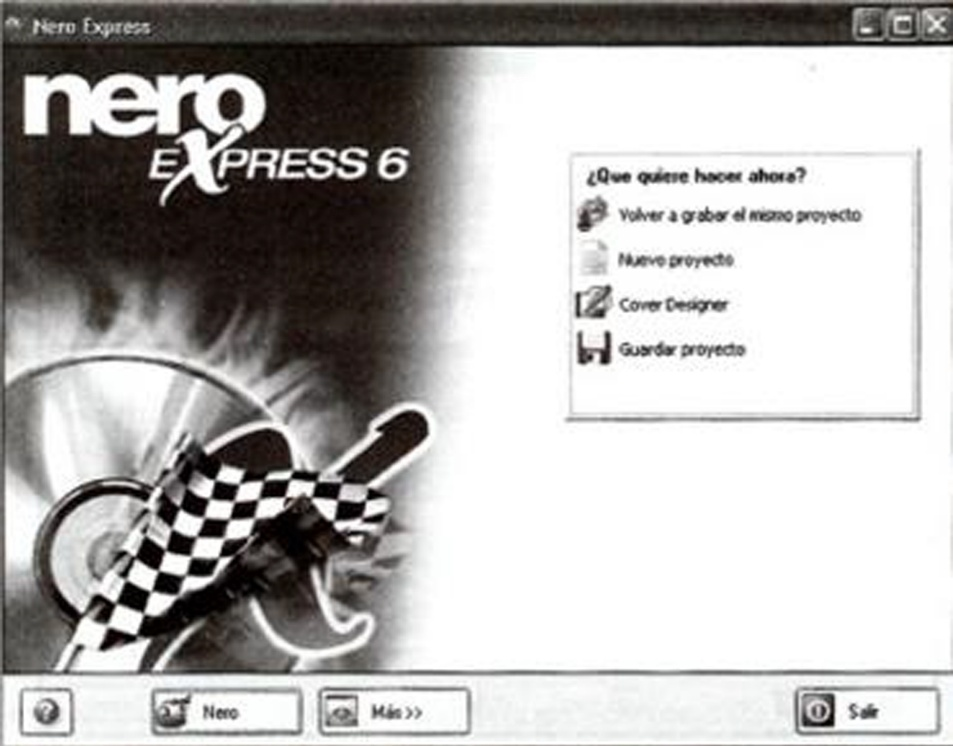 Nero Express
nero
EXPRESS 6
¿Que quiere hacer ahora?
Volver a grabar el mismo proyecto
Nuevo proyecto
Cover Designer
Guardar proyecto
?
Nero
Más >>
Salir